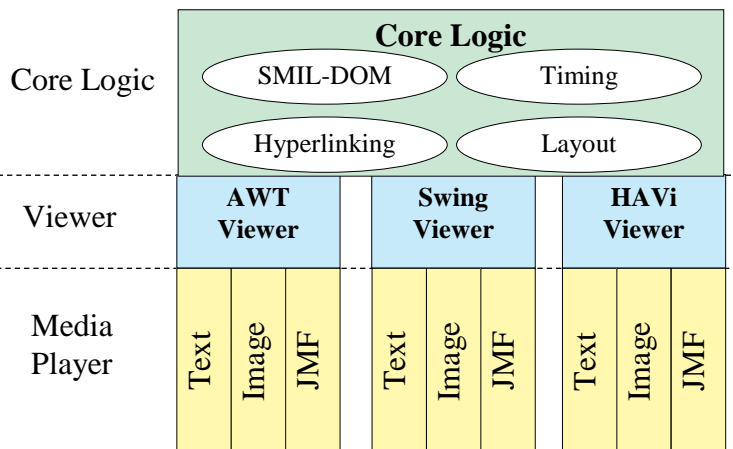 Core Logic
Core Logic
SMIL-DOM
Timing
Hyperlinking
Layout
Viewer
AWT
Viewer
Swing
Viewer
HAVi
Viewer
Media
Player
Text
Image
JMF
Text
Image
JMF
Text
Image
JMF